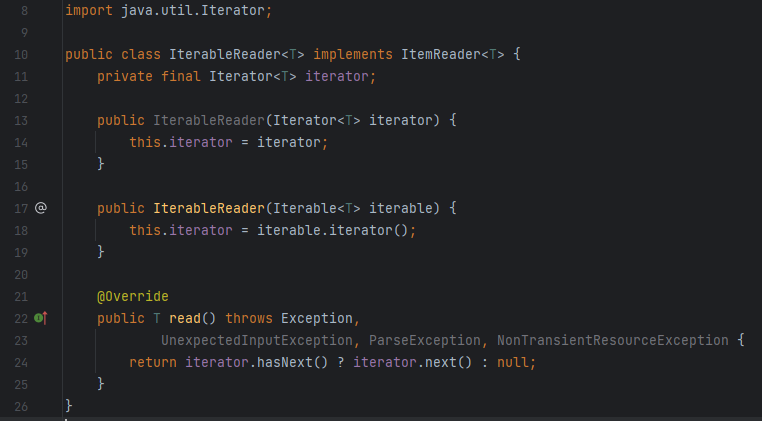 8 import java.util.Iterator;
9
10 public class IterableReader<T> implements ItemReader<T> {
11     private final Iterator<T> iterator;
12
13     public IterableReader(Iterator<T> iterator) {
14         this.iterator = iterator;
15     }
16
17 @ public IterableReader(Iterable<T> iterable) {
18         this.iterator = iterable.iterator();
19     }
20
21     @Override
22     public T read() throws Exception,
23             UnexpectedInputException, ParseException, NonTransientResourceException {
24         return iterator.hasNext() ? iterator.next() : null;
25     }
26 }